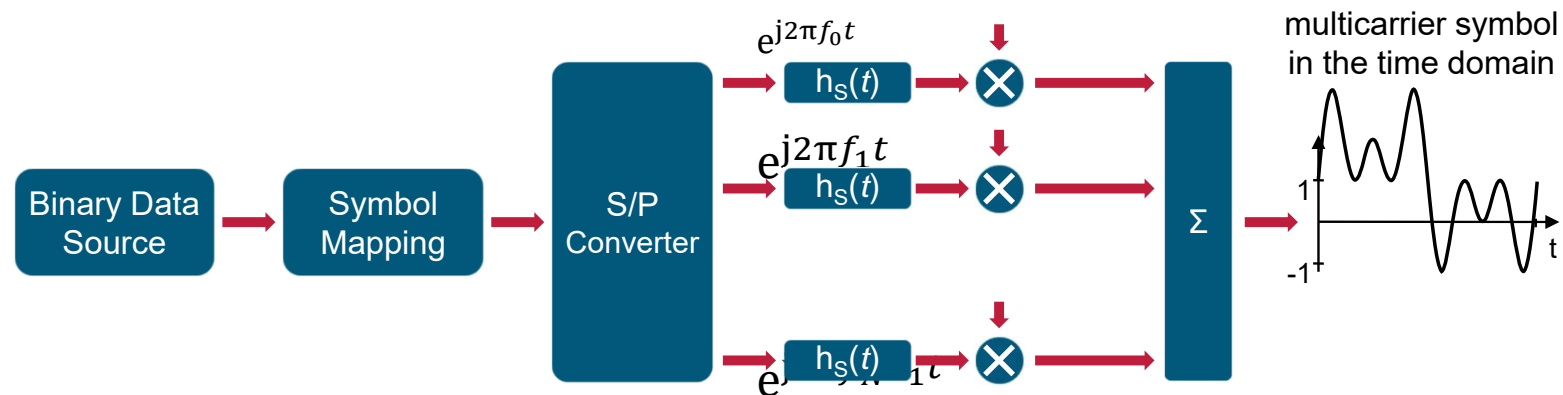 Binary Data
Source
Symbol
Mapping
S/P
Converter
e^{j2πf_0t}
h_S(t)
e^{j2πf_1t}
h_S(t)
h_S(t)
Σ
multicarrier symbol
in the time domain
1
-1
t